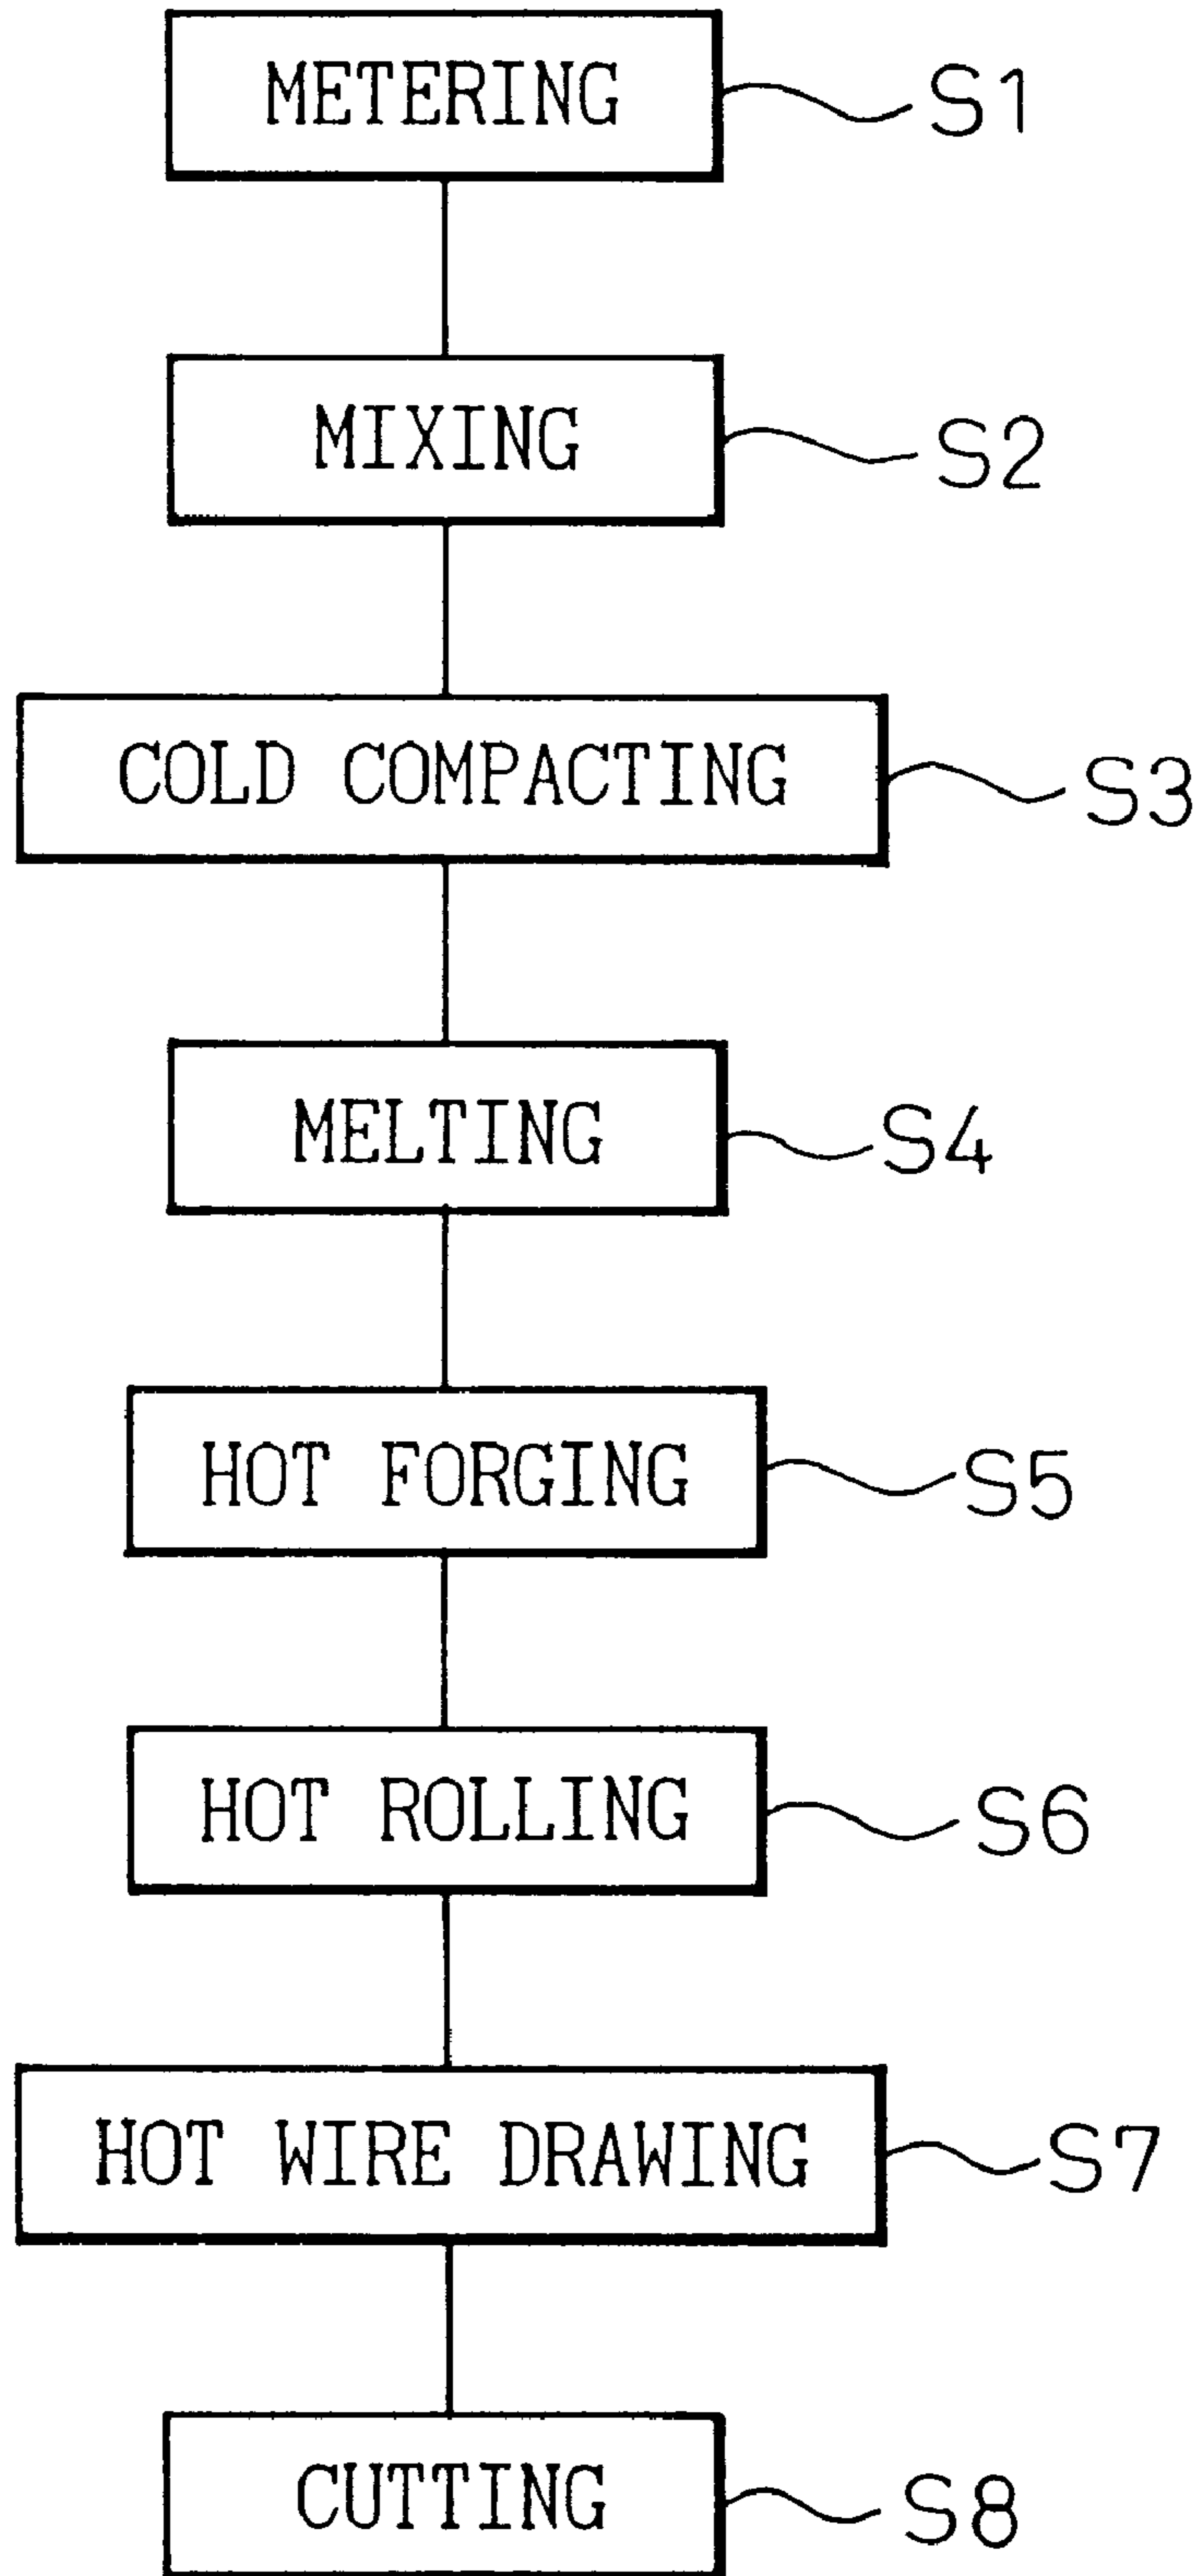 METERING S1
MIXING S2
COLD COMPACTING S3
MELTING S4
HOT FORGING S5
HOT ROLLING S6
HOT WIRE DRAWING S7
CUTTING S8